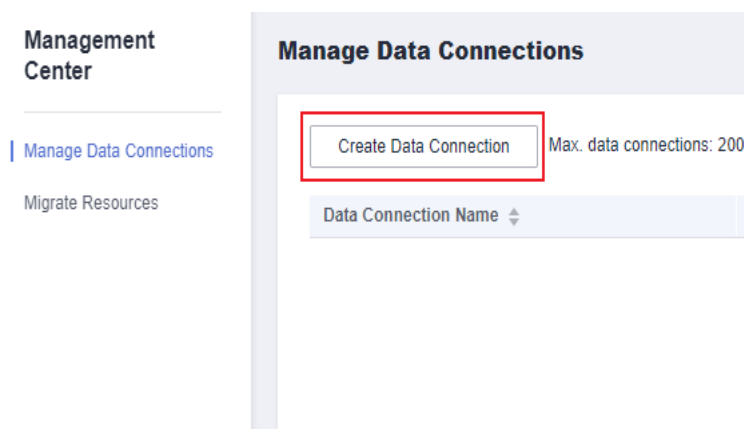 Management
Center
Manage Data Connections
Migrate Resources
Manage Data Connections
Create Data Connection
Max. data connections: 200
Data Connection Name